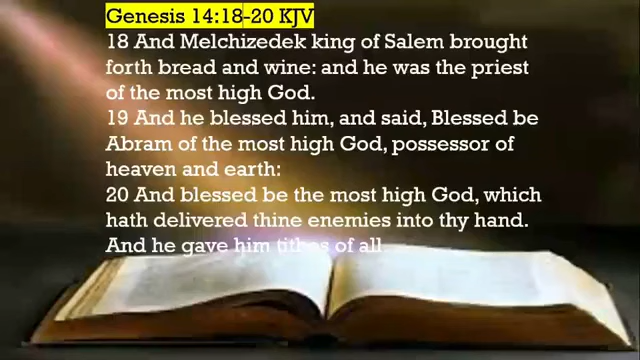 Genesis 14:18-20 KJV
18 And Melchizedek king of Salem brought
forth bread and wine: and he was the priest
of the most high God.
19 And he blessed him, and said, Blessed be
Abram of the most high God, possessor of
heaven and earth:
20 And blessed be the most high God, which
hath delivered thine enemies into thy hand.
And he gave him tithes of all.